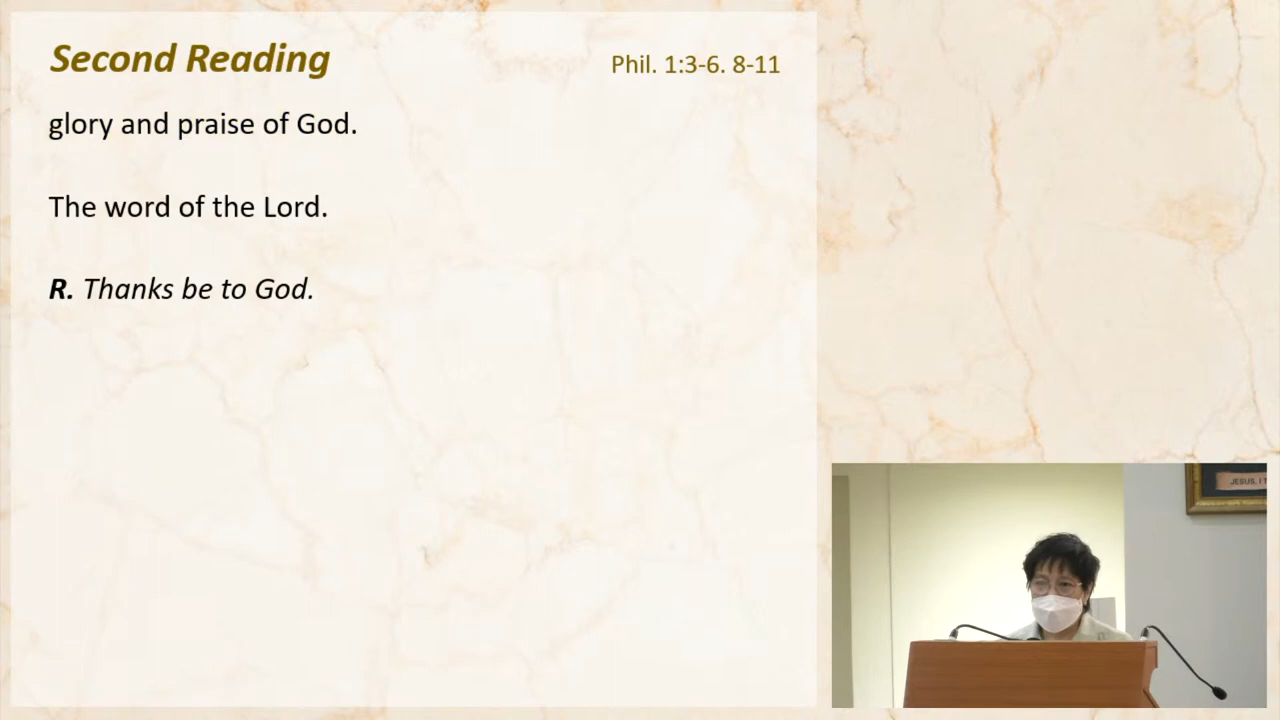 Second Reading
Phil. 1:3-6. 8-11
glory and praise of God.
The word of the Lord.
R. Thanks be to God.
JESUS, I T